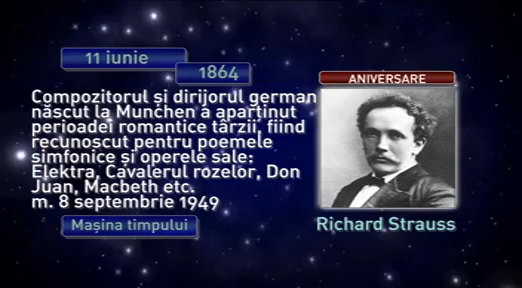 11 iunie
1864
ANIVERSARE
Compozitorul și dirijorul german
născut la Munchen a aparținut
perioadei romantice târzii, fiind
recunoscut pentru poemele
simfonice și operele sale:
Elektra, Cavalerul rozelor, Don
Juan, Macbeth etc.
m. 8 septembrie 1949
Richard Strauss
Mașina timpului